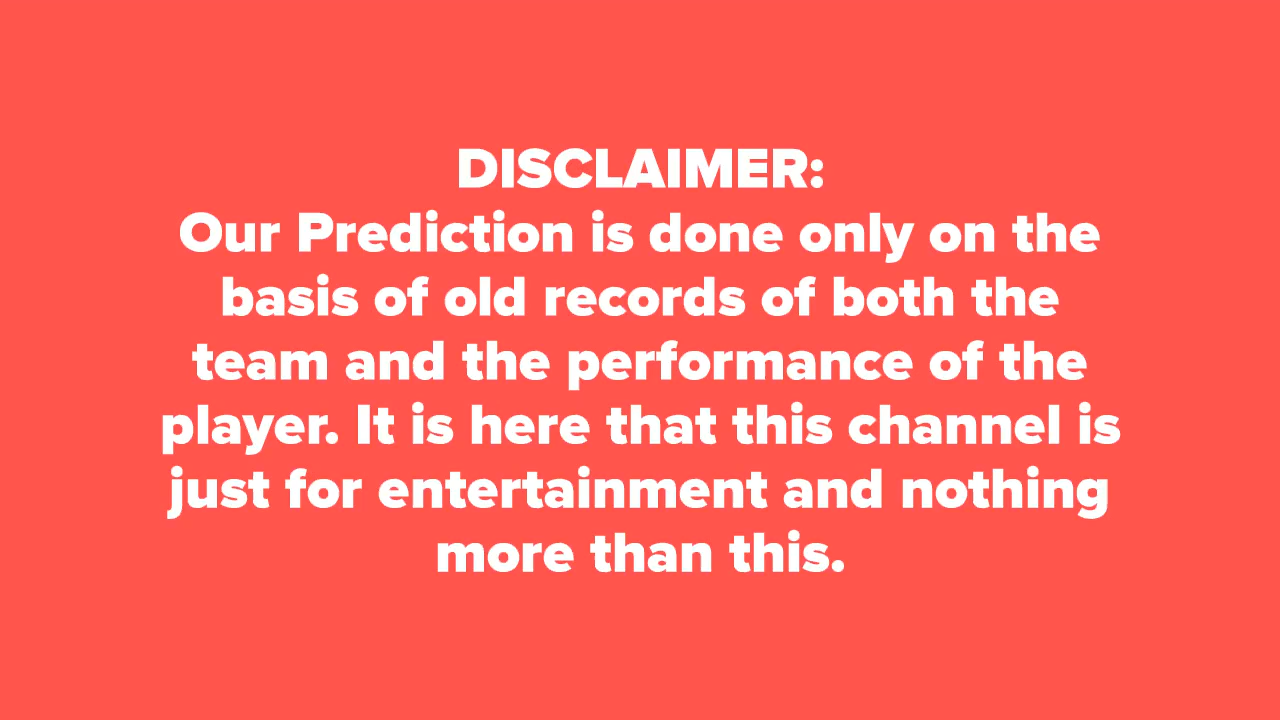 DISCLAIMER:
Our Prediction is done only on the
basis of old records of both the
team and the performance of the
player. It is here that this channel is
just for entertainment and nothing
more than this.